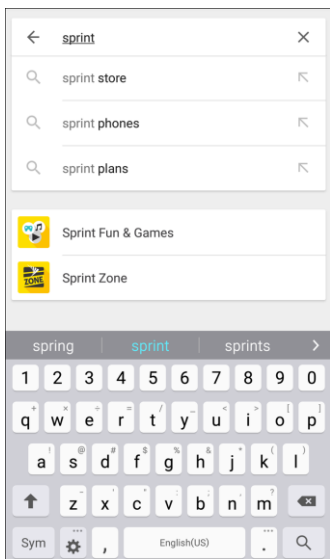 sprint
sprint store
sprint phones
sprint plans
Sprint Fun & Games
ZONE Sprint Zone
spring sprint sprints
1 2 3 4 5 6 7 8 9 0
q + w × e ÷ r = t / y _ u < i > o [ p ]
a ! s @ d # f $ g % h & j * k ( l )
z - x ' c " v : b ; n , m ?
Sym , English(US) .